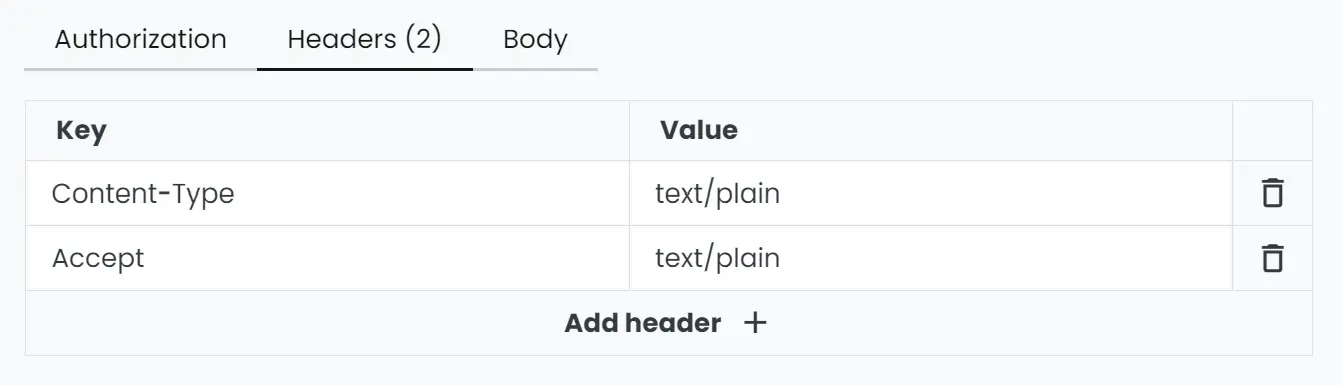 Authorization Headers (2) Body
Key Value
Content-Type text/plain
Accept text/plain
Add header +